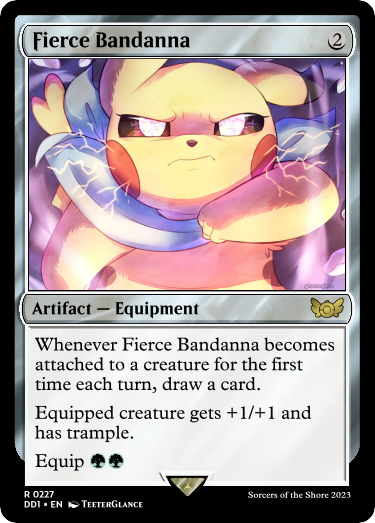 Fierce Bandanna 2
Artifact — Equipment
Whenever Fierce Bandanna becomes
attached to a creature for the first
time each turn, draw a card.
Equipped creature gets +1/+1 and
has trample.
Equip
R 0227
DD1 • EN TeeterGlance
Sorcers of the Shore 2023